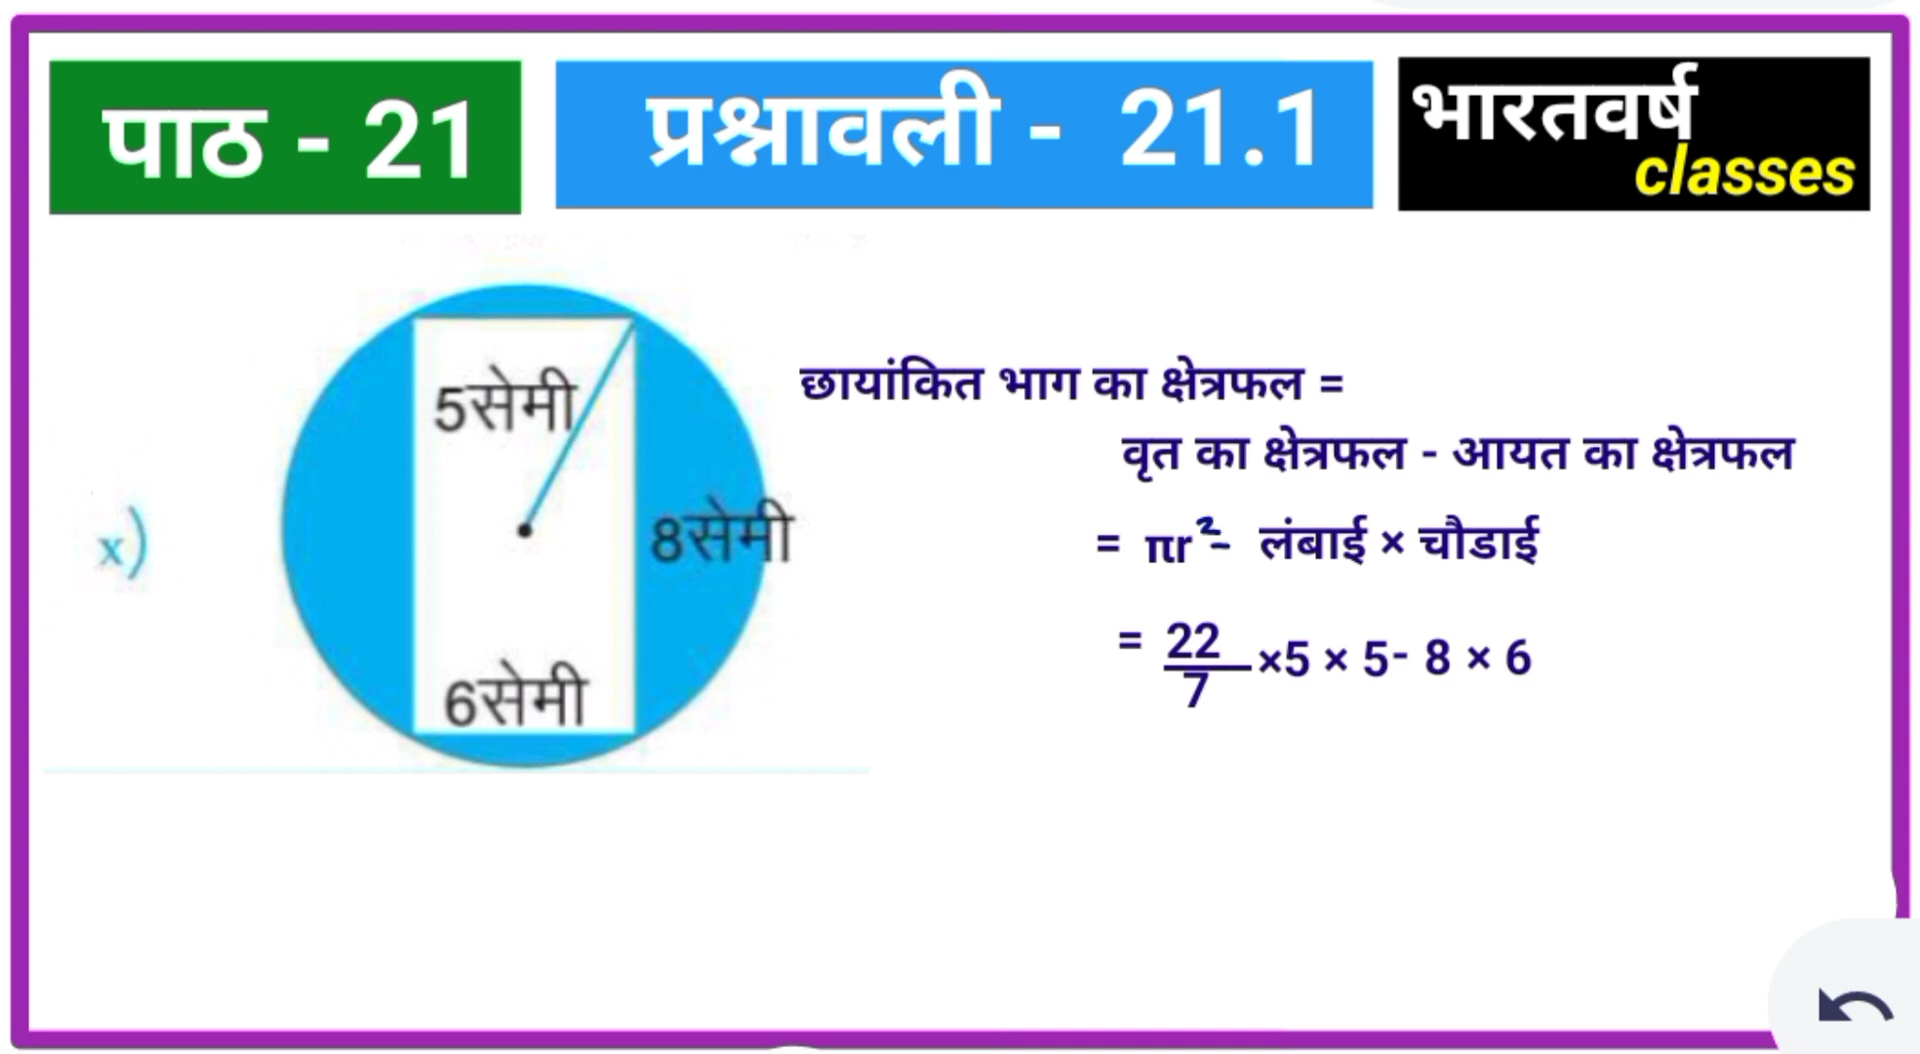 पाठ - 21
प्रश्नावली - 21.1
भारतवर्ष
classes
5सेमी
8सेमी
x)
6सेमी
छायांकित भाग का क्षेत्रफल =
वृत का क्षेत्रफल - आयत का क्षेत्रफल
= πr² - लंबाई × चौडाई
= 22/7 ×5 × 5- 8 × 6